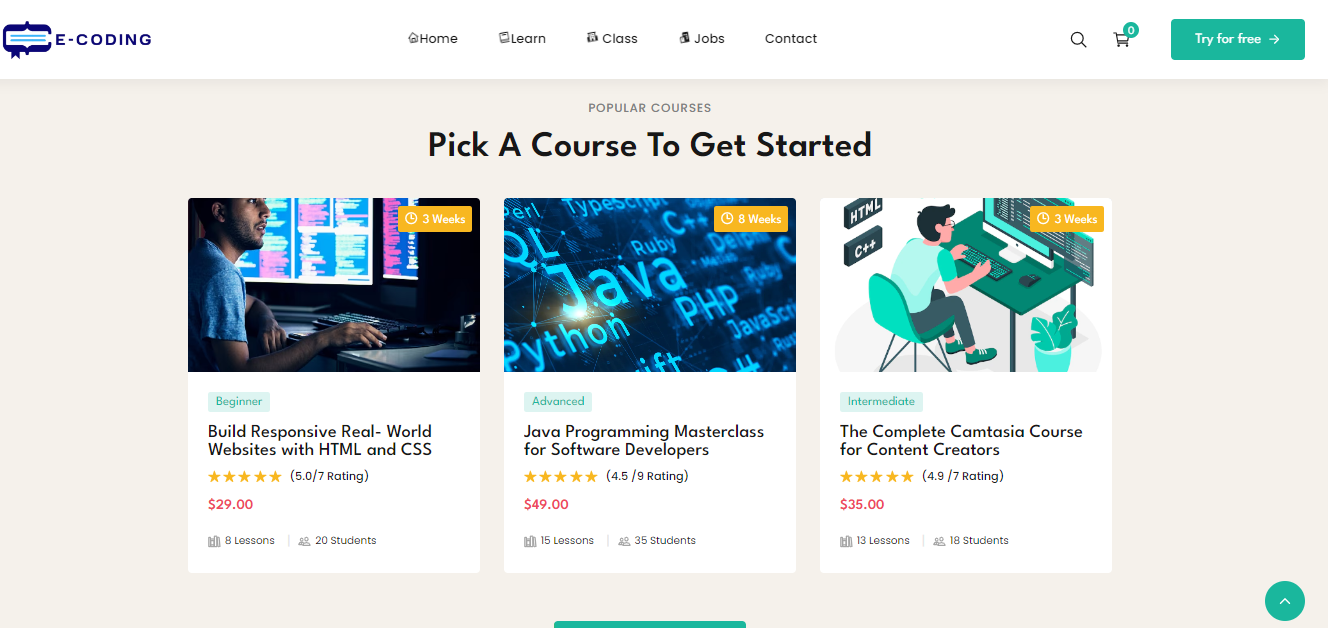 E-CODING
Home
Learn
Class
Jobs
Contact
0
Try for free →
POPULAR COURSES
Pick A Course To Get Started
3 Weeks
Perl
TypeScript
C++
QL
Ruby
Java
PHP
Ruby
Python
JavaScr
8 Weeks
HTML
C++
3 Weeks
Beginner
Build Responsive Real- World
Websites with HTML and CSS
(5.0/7 Rating)
$29.00
8 Lessons
20 Students
Advanced
Java Programming Masterclass
for Software Developers
(4.5 /9 Rating)
$49.00
15 Lessons
35 Students
Intermediate
The Complete Camtasia Course
for Content Creators
(4.9 /7 Rating)
$35.00
13 Lessons
18 Students